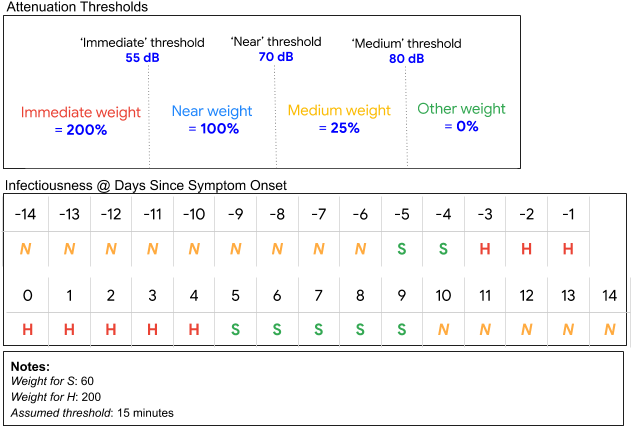 Attenuation Thresholds
‘Immediate’ threshold ‘Near’ threshold ‘Medium’ threshold
55 dB 70 dB 80 dB
Immediate weight Near weight Medium weight Other weight
= 200% = 100% = 25% = 0%
Infectiousness @ Days Since Symptom Onset
-14 -13 -12 -11 -10 -9 -8 -7 -6 -5 -4 -3 -2 -1
N N N N N N N N N S S H H H
0 1 2 3 4 5 6 7 8 9 10 11 12 13 14
H H H H H S S S S S N N N N N
Notes:
Weight for S: 60
Weight for H: 200
Assumed threshold: 15 minutes